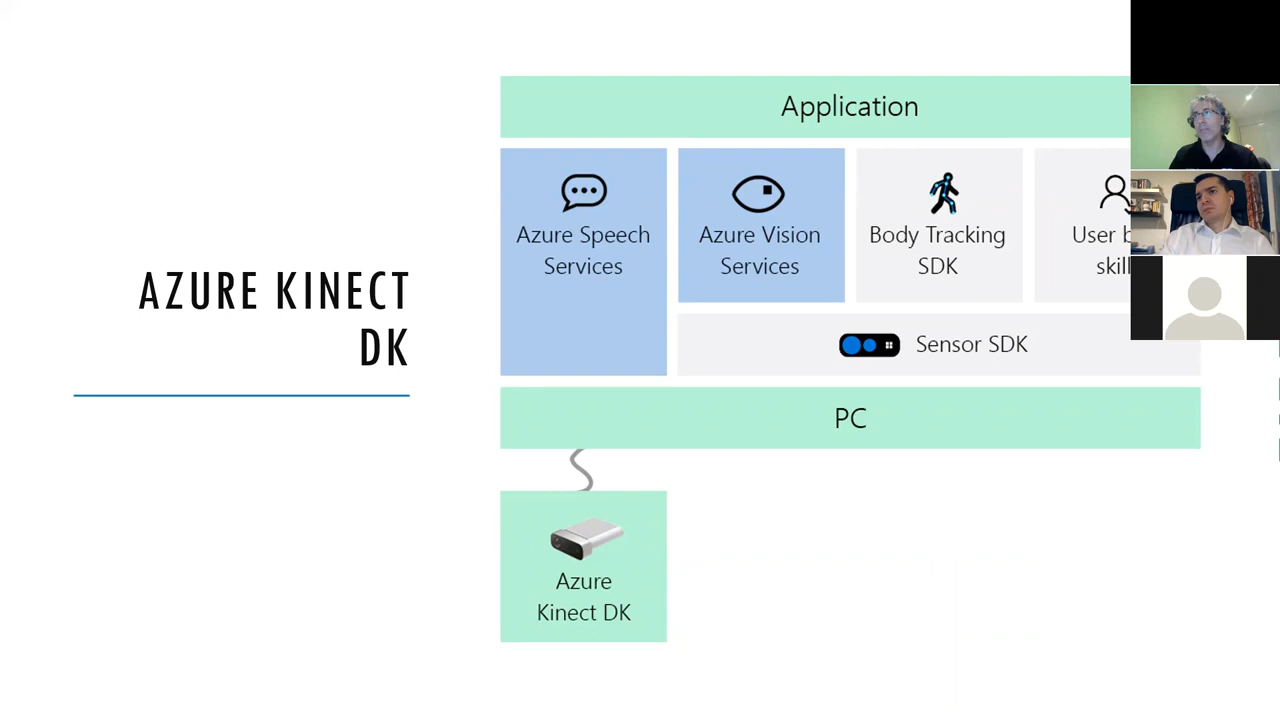 AZURE KINECT
DK
Application
Azure Speech
Services
Azure Vision
Services
Body Tracking
SDK
User
Sensor SDK
PC
Azure
Kinect DK